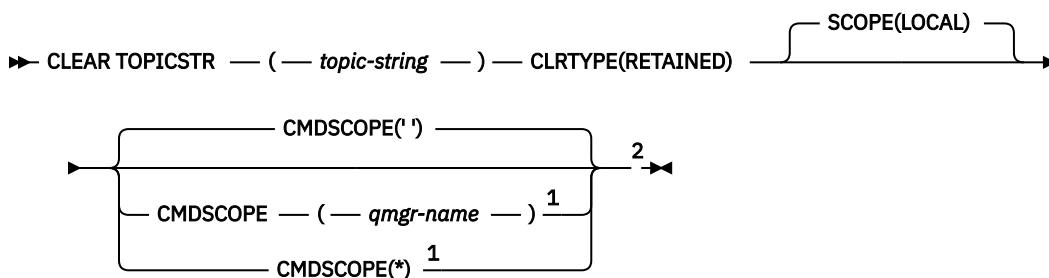 SCOPE(LOCAL)
CLEAR TOPICSTR ( topic-string ) CLRTYPE(RETAINED)
CMDSCOPE(' ')
2
CMDSCOPE ( qmgr-name ) 1
CMDSCOPE(*) 1